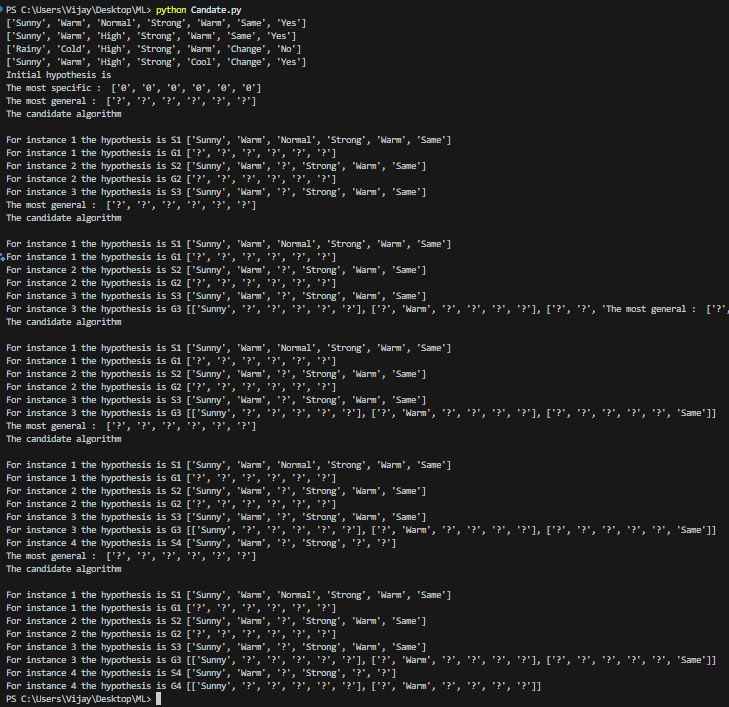 PS C:\Users\Vijay\Desktop\ML> python Candate.py
['Sunny', 'Warm', 'Normal', 'Strong', 'Warm', 'Same', 'Yes']
['Sunny', 'Warm', 'High', 'Strong', 'Warm', 'Same', 'Yes']
['Rainy', 'Cold', 'High', 'Strong', 'Warm', 'Change', 'No']
['Sunny', 'Warm', 'High', 'Strong', 'Cool', 'Change', 'Yes']
Initial hypothesis is
The most specific :  ['0', '0', '0', '0', '0', '0']
The most general :  ['?', '?', '?', '?', '?', '?']
The candidate algorithm
For instance 1 the hypothesis is S1 ['Sunny', 'Warm', 'Normal', 'Strong', 'Warm', 'Same']
For instance 1 the hypothesis is G1 ['?', '?', '?', '?', '?', '?']
For instance 2 the hypothesis is S2 ['Sunny', 'Warm', '?', 'Strong', 'Warm', 'Same']
For instance 2 the hypothesis is G2 ['?', '?', '?', '?', '?', '?']
For instance 3 the hypothesis is S3 ['Sunny', 'Warm', '?', 'Strong', 'Warm', 'Same']
The most general :  ['?', '?', '?', '?', '?', '?']
The candidate algorithm
For instance 1 the hypothesis is S1 ['Sunny', 'Warm', 'Normal', 'Strong', 'Warm', 'Same']
For instance 1 the hypothesis is G1 ['?', '?', '?', '?', '?', '?']
For instance 2 the hypothesis is S2 ['Sunny', 'Warm', '?', 'Strong', 'Warm', 'Same']
For instance 2 the hypothesis is G2 ['?', '?', '?', '?', '?', '?']
For instance 3 the hypothesis is S3 ['Sunny', 'Warm', '?', 'Strong', 'Warm', 'Same']
For instance 3 the hypothesis is G3 [['Sunny', '?', '?', '?', '?', '?'], ['?', 'Warm', '?', '?', '?', '?'], ['?', '?', 'The most general :  ['?',
The candidate algorithm
For instance 1 the hypothesis is S1 ['Sunny', 'Warm', 'Normal', 'Strong', 'Warm', 'Same']
For instance 1 the hypothesis is G1 ['?', '?', '?', '?', '?', '?']
For instance 2 the hypothesis is S2 ['Sunny', 'Warm', '?', 'Strong', 'Warm', 'Same']
For instance 2 the hypothesis is G2 ['?', '?', '?', '?', '?', '?']
For instance 3 the hypothesis is S3 ['Sunny', 'Warm', '?', 'Strong', 'Warm', 'Same']
For instance 3 the hypothesis is G3 [['Sunny', '?', '?', '?', '?', '?'], ['?', 'Warm', '?', '?', '?', '?'], ['?', '?', '?', '?', '?', 'Same']]
The most general :  ['?', '?', '?', '?', '?', '?']
The candidate algorithm
For instance 1 the hypothesis is S1 ['Sunny', 'Warm', 'Normal', 'Strong', 'Warm', 'Same']
For instance 1 the hypothesis is G1 ['?', '?', '?', '?', '?', '?']
For instance 2 the hypothesis is S2 ['Sunny', 'Warm', '?', 'Strong', 'Warm', 'Same']
For instance 2 the hypothesis is G2 ['?', '?', '?', '?', '?', '?']
For instance 3 the hypothesis is S3 ['Sunny', 'Warm', '?', 'Strong', 'Warm', 'Same']
For instance 3 the hypothesis is G3 [['Sunny', '?', '?', '?', '?', '?'], ['?', 'Warm', '?', '?', '?', '?'], ['?', '?', '?', '?', '?', 'Same']]
For instance 4 the hypothesis is S4 ['Sunny', 'Warm', '?', 'Strong', '?', '?']
The most general :  ['?', '?', '?', '?', '?', '?']
The candidate algorithm
For instance 1 the hypothesis is S1 ['Sunny', 'Warm', 'Normal', 'Strong', 'Warm', 'Same']
For instance 1 the hypothesis is G1 ['?', '?', '?', '?', '?', '?']
For instance 2 the hypothesis is S2 ['Sunny', 'Warm', '?', 'Strong', 'Warm', 'Same']
For instance 2 the hypothesis is G2 ['?', '?', '?', '?', '?', '?']
For instance 3 the hypothesis is S3 ['Sunny', 'Warm', '?', 'Strong', 'Warm', 'Same']
For instance 3 the hypothesis is G3 [['Sunny', '?', '?', '?', '?', '?'], ['?', 'Warm', '?', '?', '?', '?'], ['?', '?', '?', '?', '?', 'Same']]
For instance 4 the hypothesis is S4 ['Sunny', 'Warm', '?', 'Strong', '?', '?']
For instance 4 the hypothesis is G4 [['Sunny', '?', '?', '?', '?', '?'], ['?', 'Warm', '?', '?', '?', '?']]
PS C:\Users\Vijay\Desktop\ML>